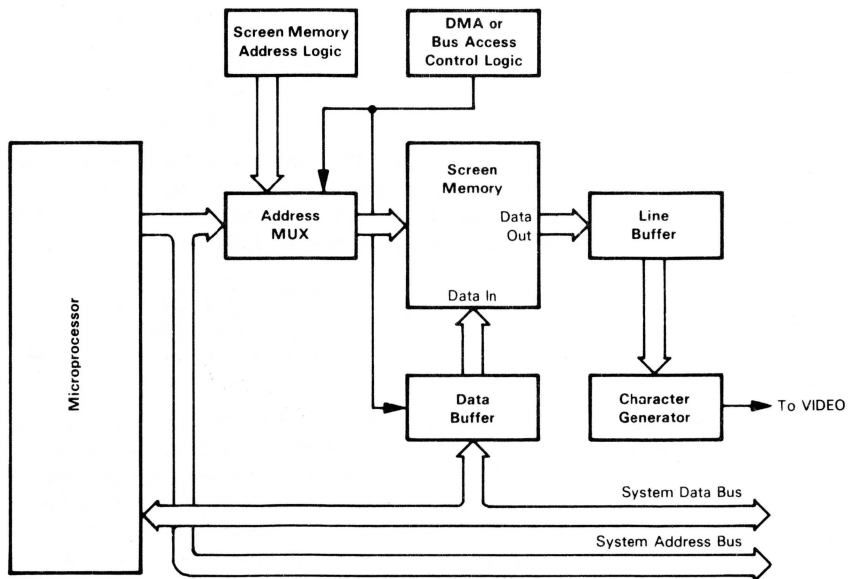 Screen Memory
Address Logic
DMA or
Bus Access
Control Logic
Microprocessor
Address
MUX
Screen
Memory
Data
Out
Data In
Line
Buffer
Data
Buffer
Character
Generator
To VIDEO
System Data Bus
System Address Bus